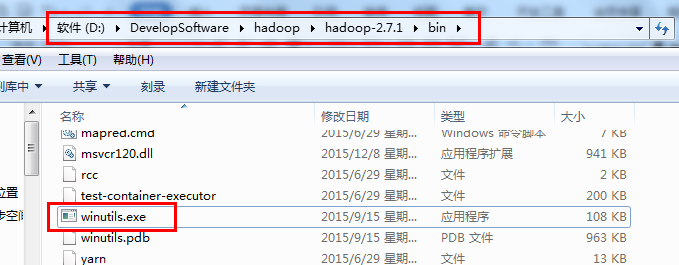 计算机 软件 (D:) DevelopSoftware hadoop hadoop-2.7.1 bin
查看(V) 工具(T) 帮助(H)
到库中 共享 刻录 新建文件夹
名称 修改日期 类型 大小
mapred.cmd 2015/6/29 星期... Windows 命令脚本 7 KB
msvcr120.dll 2015/12/8 星期... 应用程序扩展 941 KB
rcc 2015/6/29 星期... 文件 2 KB
test-container-executor 2015/6/29 星期... 文件 200 KB
winutils.exe 2015/9/15 星期... 应用程序 108 KB
winutils.pdb 2015/9/15 星期... PDB 文件 963 KB
yarn 2015/6/29 星期... 文件 13 KB
位置
步空间